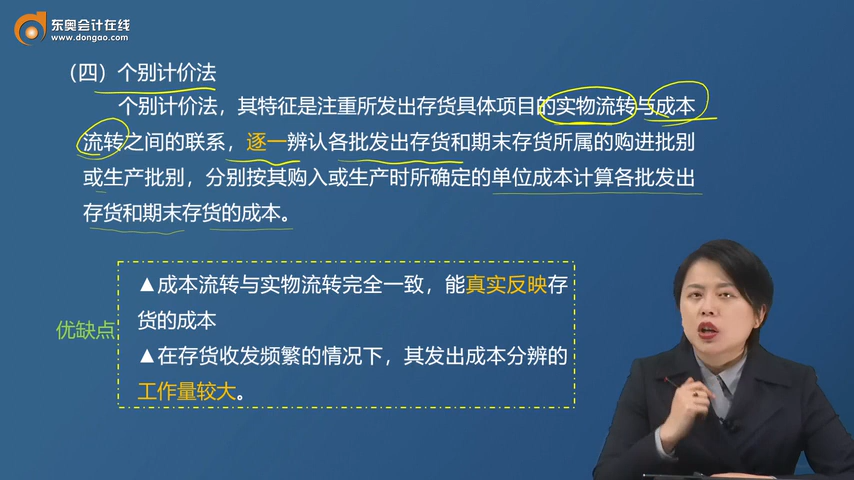 东奥会计在线
www.dongao.com
（四）个别计价法
个别计价法，其特征是注重所发出存货具体项目的实物流转与成本
流转之间的联系，逐一辨认各批发出存货和期末存货所属的购进批别
或生产批别，分别按其购入或生产时所确定的单位成本计算各批发出
存货和期末存货的成本。
优缺点
▲成本流转与实物流转完全一致，能真实反映存
货的成本
▲在存货收发频繁的情况下，其发出成本分辨的
工作量较大。